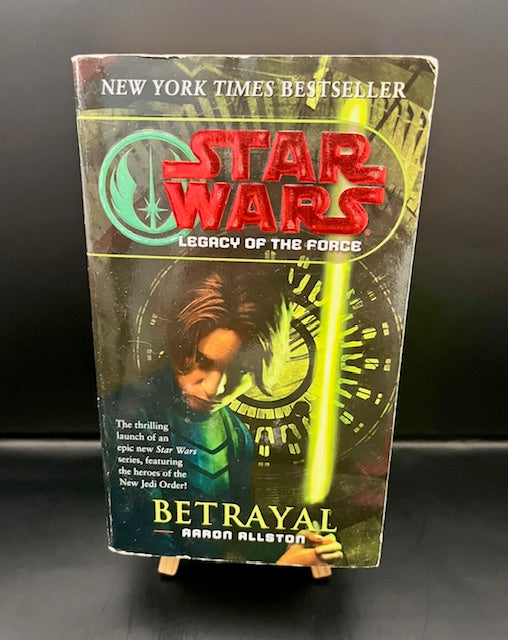 NEW YORK TIMES BESTSELLER
STAR
WARS®
LEGACY OF THE FORCE
The thrilling
launch of an
epic new Star Wars
series, featuring
the heroes of the
New Jedi Order!
BETRAYAL
AARON ALLSTON